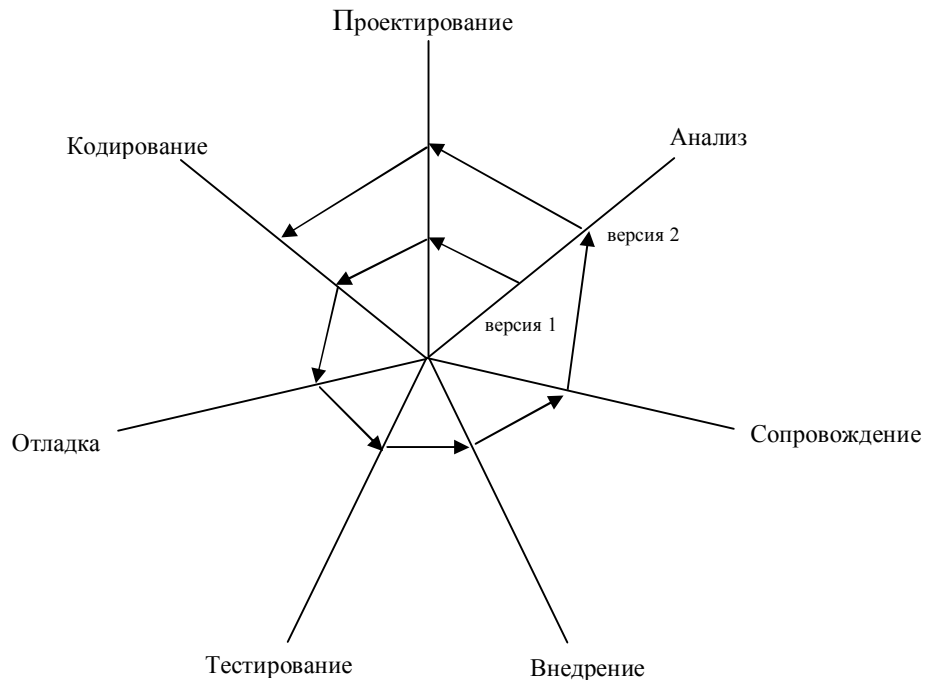 Проектирование
Анализ
Кодирование
версия 2
версия 1
Сопровождение
Отладка
Тестирование
Внедрение